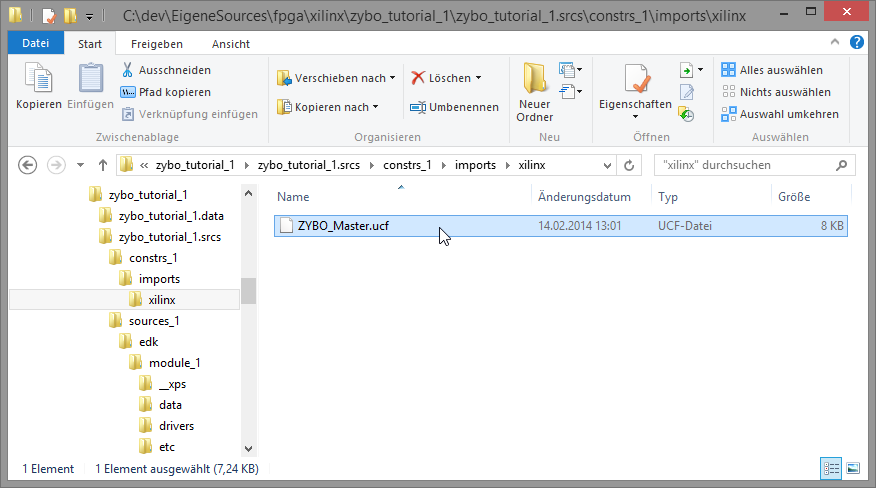 C:\dev\EigeneSources\fpga\xilinx\zybo_tutorial_1\zybo_tutorial_1.srcs\constrs_1\imports\xilinx
Datei Start Freigeben Ansicht
Kopieren
Einfügen
Ausschneiden
Pfad kopieren
Verknüpfung einfügen
Zwischenablage
Verschieben nach
Kopieren nach
Löschen
Umbenennen
Organisieren
Neuer
Ordner
Neu
Eigenschaften
Öffnen
Alles auswählen
Nichts auswählen
Auswahl umkehren
Auswählen
« zybo_tutorial_1 zybo_tutorial_1.srcs constrs_1 imports xilinx
"xilinx" durchsuchen
zybo_tutorial_1
zybo_tutorial_1.data
zybo_tutorial_1.srcs
constrs_1
imports
xilinx
sources_1
edk
module_1
__xps
data
drivers
etc
Name Änderungsdatum Typ Größe
ZYBO_Master.ucf 14.02.2014 13:01 UCF-Datei 8 KB
1 Element 1 Element ausgewählt (7,24 KB)